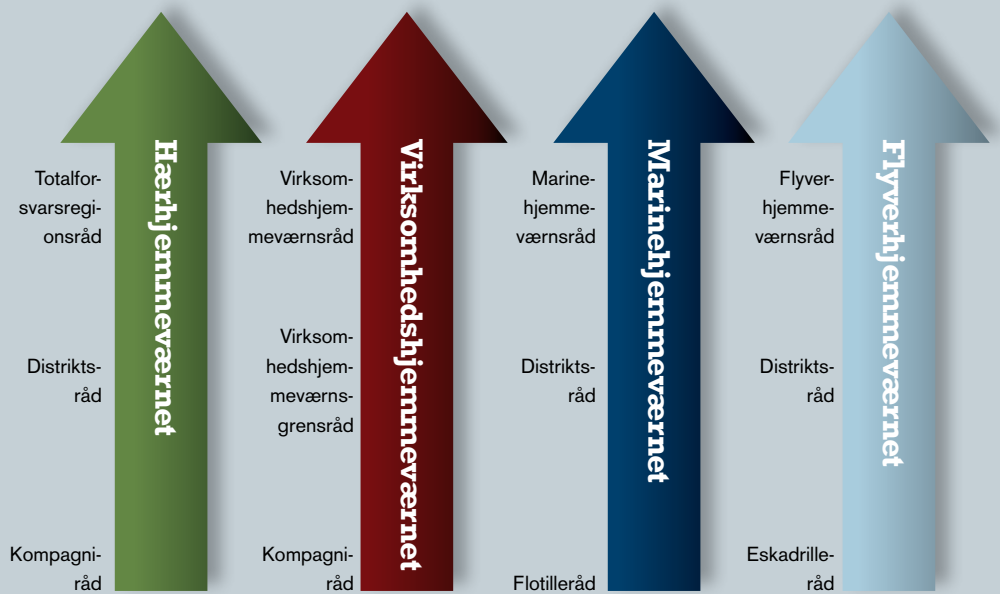 Totalfor-
svarsregi-
onsråd
Distrikts-
råd
Kompagni-
råd
Hærhjemmeværnet
Virksom-
hedshjem-
meværnsråd
Virksom-
hedshjem-
meværns-
grensråd
Kompagni-
råd
Virksomhedshjemmeværnet
Marine-
hjemme-
værnsråd
Distrikts-
råd
Flotilleråd
Marinehjemmeværnet
Flyver-
hjemme-
værnsråd
Distrikts-
råd
Eskadrille-
råd
Flyverhjemmeværnet